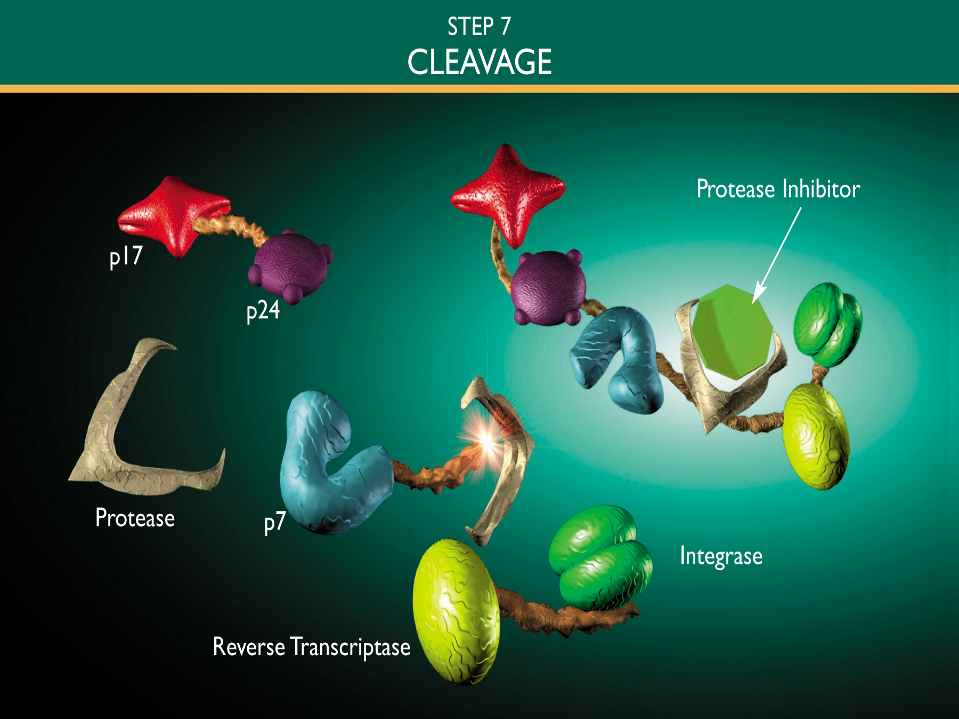 STEP 7
CLEAVAGE
Protease Inhibitor
p17
p24
Protease
p7
Integrase
Reverse Transcriptase